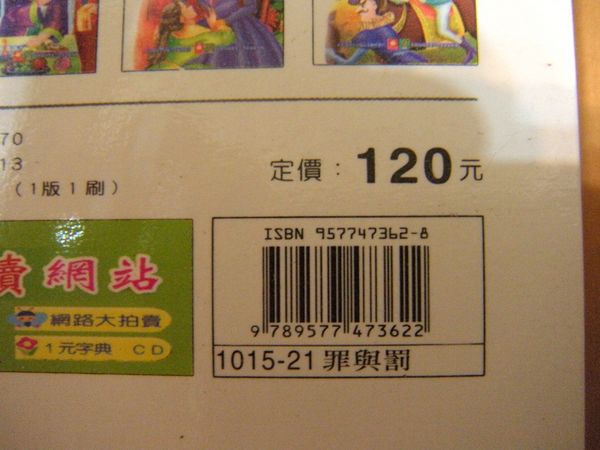 70
13
(1版1刷)
定價：120元
ISBN 957747362-8
9 789577 473622
1015-21 罪與罰
賣網站
網路大拍賣
1元字典 CD